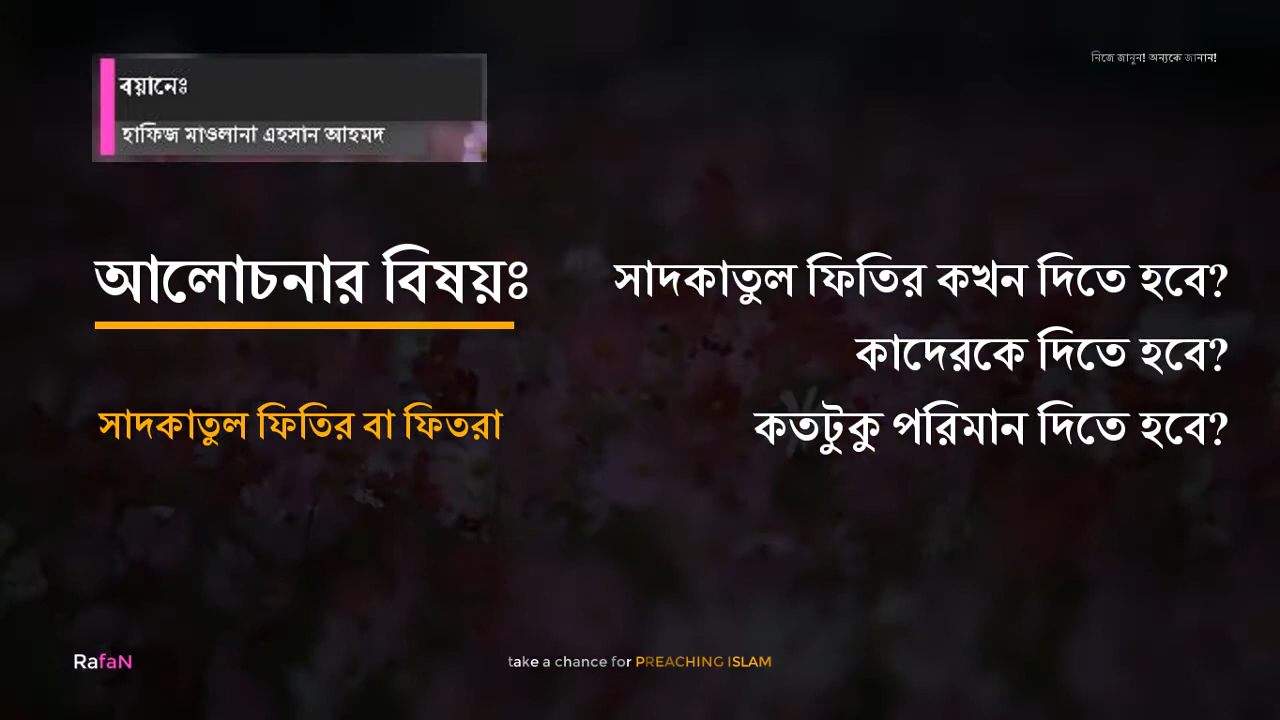 বয়ানেঃ
হাফিজ মাওলানা এহসান আহমদ
নিজে জানুন! অন্যকে জানান!
আলোচনার বিষয়ঃ
সাদকাতুল ফিতির বা ফিতরা
সাদকাতুল ফিতির কখন দিতে হবে?
কাদেরকে দিতে হবে?
কতটুকু পরিমান দিতে হবে?
RafaN
take a chance for PREACHING ISLAM